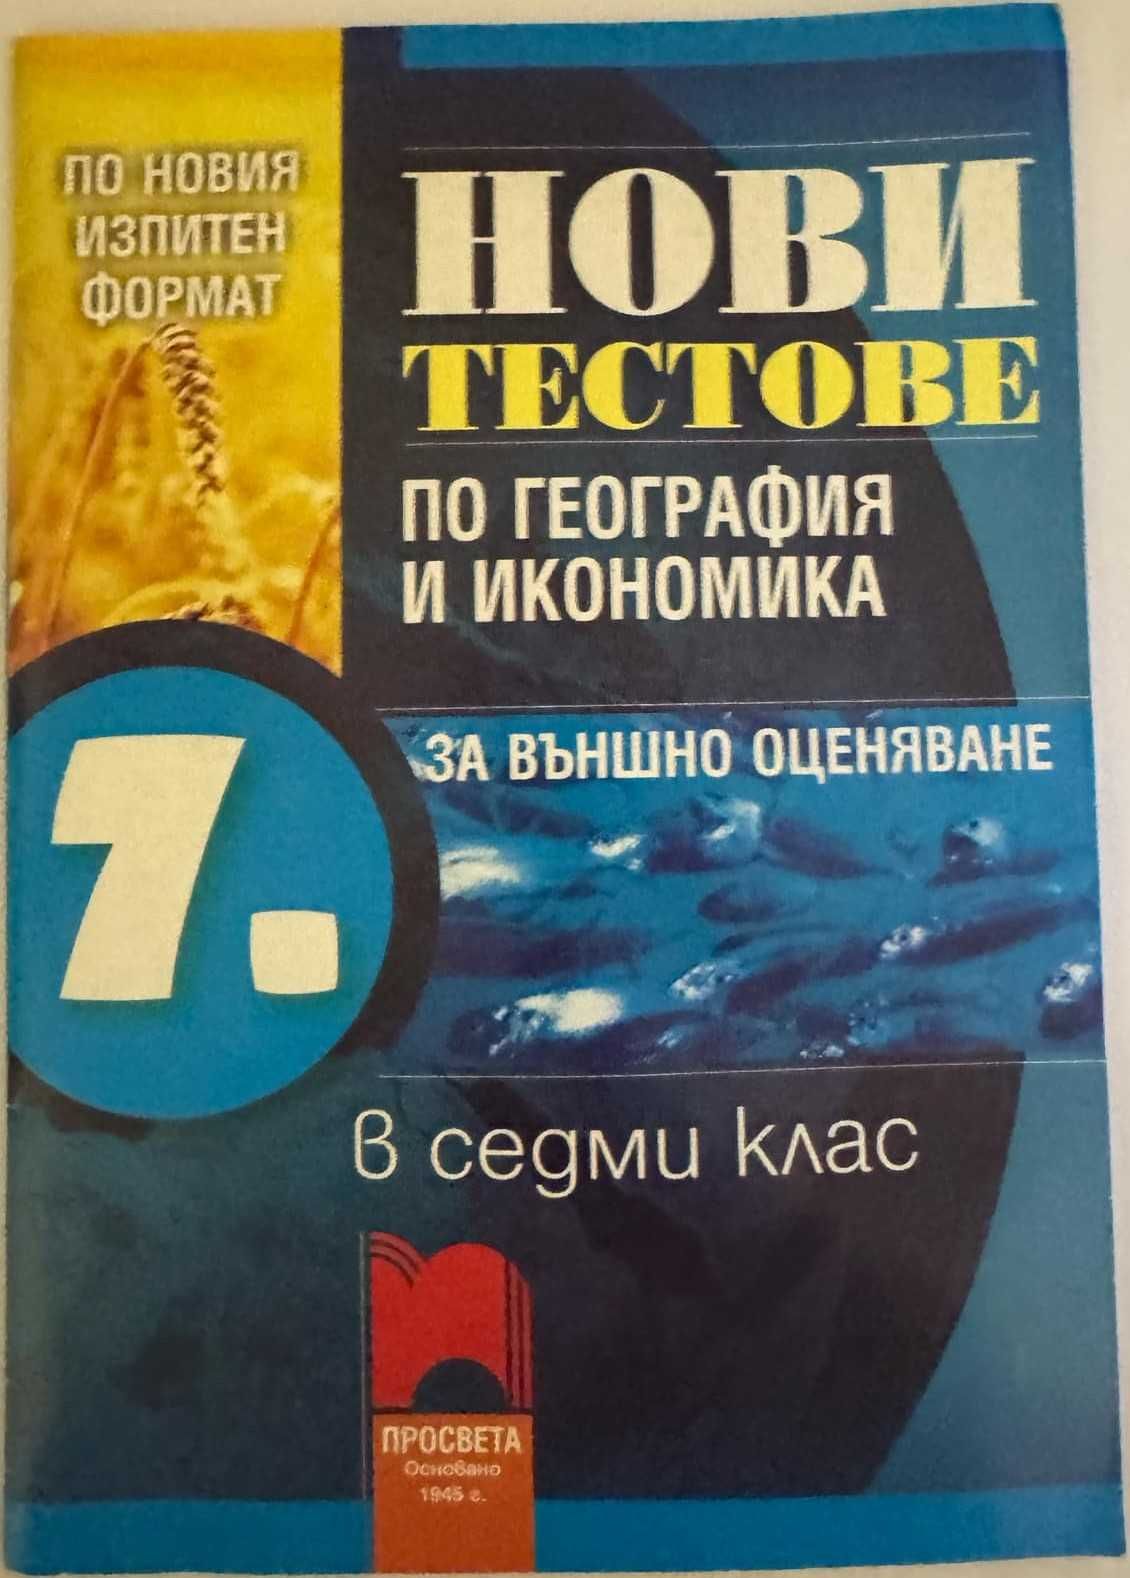 ПО НОВИЯ
ИЗПИТЕН
ФОРМАТ
НОВИ
ТЕСТОВЕ
ПО ГЕОГРАФИЯ
И ИКОНОМИКА
ЗА ВЪНШНО ОЦЕНЯВАНЕ
7.
в седми клас
ПРОСВЕТА
Основано
1945 г.